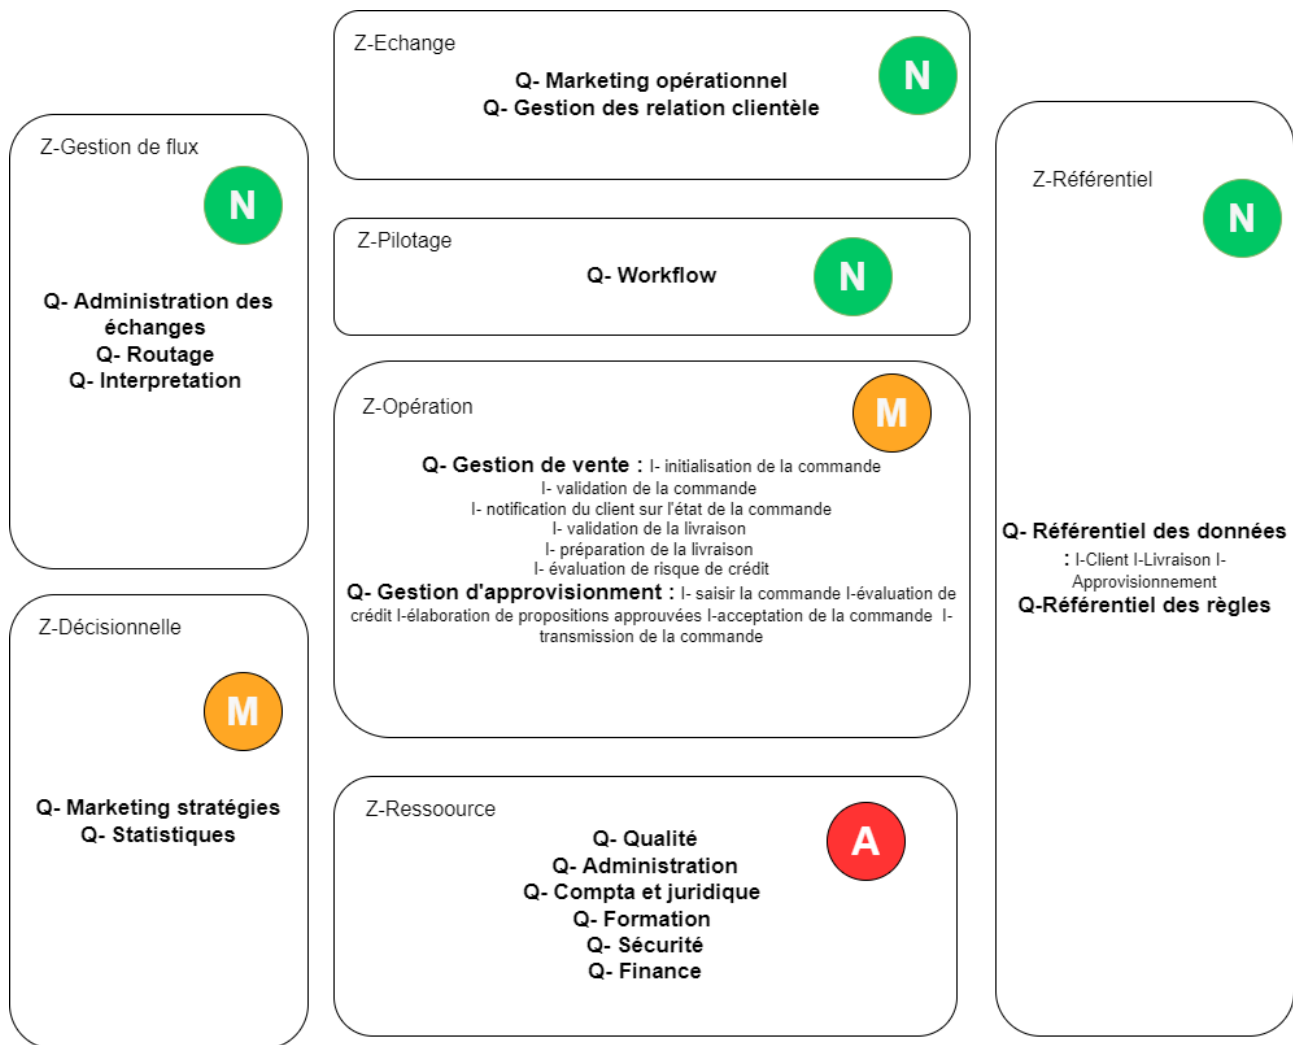 Z-Echange
N
Q- Marketing opérationnel
Q- Gestion des relation clientèle
Z-Gestion de flux
N
Q- Administration des
échanges
Q- Routage
Q- Interpretation
Z-Pilotage
N
Q- Workflow
Z-Opération
M
Q- Gestion de vente : I- initialisation de la commande
I- validation de la commande
I- notification du client sur l'état de la commande
I- validation de la livraison
I- préparation de la livraison
I- évaluation de risque de crédit
Q- Gestion d'approvisionment : I- saisir la commande I-évaluation de
crédit I-élaboration de propositions approuvées I-acceptation de la commande I-
transmission de la commande
Z-Référentiel
N
Q- Référentiel des données
: I-Client I-Livraison I-
Approvisionnement
Q-Référentiel des règles
Z-Décisionnelle
M
Q- Marketing stratégies
Q- Statistiques
Z-Ressoource
A
Q- Qualité
Q- Administration
Q- Compta et juridique
Q- Formation
Q- Sécurité
Q- Finance